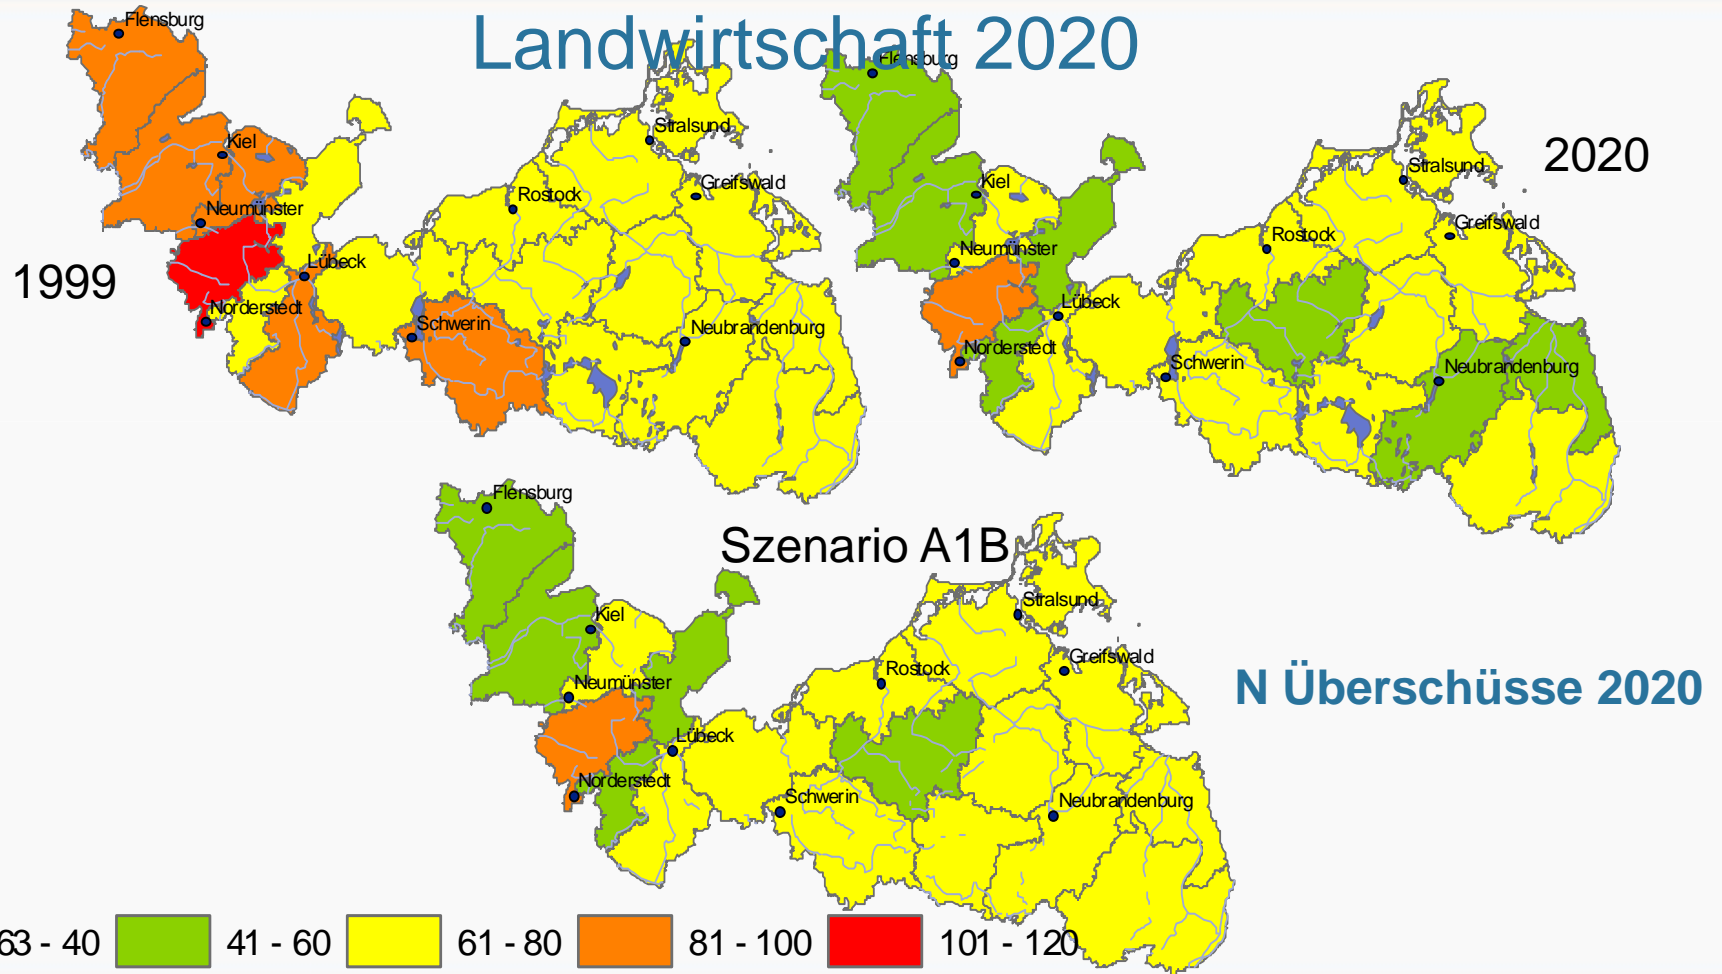 Landwirtschaft 2020
1999
Flensburg
Kiel
Neumünster
Lübeck
Norderstedt
Schwerin
Rostock
Stralsund
Greifswald
Neubrandenburg
2020
Flensburg
Kiel
Neumünster
Lübeck
Norderstedt
Schwerin
Rostock
Stralsund
Greifswald
Neubrandenburg
Szenario A1B
Flensburg
Kiel
Neumünster
Lübeck
Norderstedt
Schwerin
Rostock
Stralsund
Greifswald
Neubrandenburg
N Überschüsse 2020
63 - 40 41 - 60 61 - 80 81 - 100 101 - 120